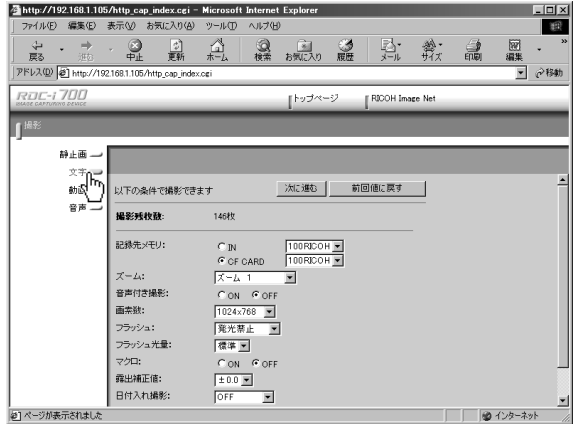 http://192.168.1.105/http_cap_index.cgi - Microsoft Internet Explorer
ファイル(F) 編集(E) 表示(V) お気に入り(A) ツール(T) ヘルプ(H)
戻る 進む 中止 更新 ホーム 検索 お気に入り 履歴 メール サイズ 印刷 編集 »
アドレス(D) http://192.168.1.105/http_cap_index.cgi 移動
RDC-i700
IMAGE CAPTURING DEVICE
トップページ RICOH Image Net
撮影
静止画
文字
動画
音声
以下の条件で撮影できます 次に進む 前回値に戻す
撮影残枚数: 146枚
記録先メモリ: IN 100RICOH
CF CARD 100RICOH
ズーム: ズーム 1
音声付き撮影: ON OFF
画素数: 1024×768
フラッシュ: 発光禁止
フラッシュ光量: 標準
マクロ: ON OFF
露出補正値: ±0.0
日付入れ撮影: OFF
ページが表示されました インターネット